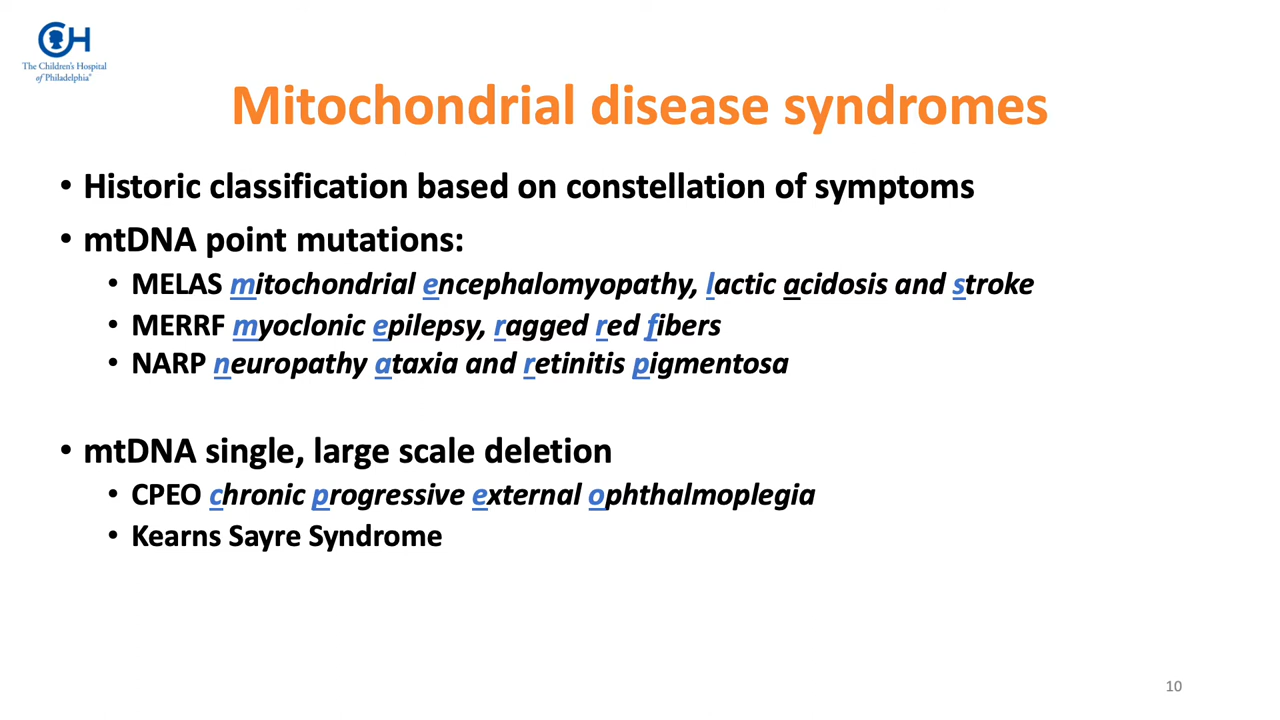 CH
The Children's Hospital
of Philadelphia®
Mitochondrial disease syndromes
• Historic classification based on constellation of symptoms
• mtDNA point mutations:
• MELAS mitochondrial encephalomyopathy, lactic acidosis and stroke
• MERRF myoclonic epilepsy, ragged red fibers
• NARP neuropathy ataxia and retinitis pigmentosa
• mtDNA single, large scale deletion
• CPEO chronic progressive external ophthalmoplegia
• Kearns Sayre Syndrome
10